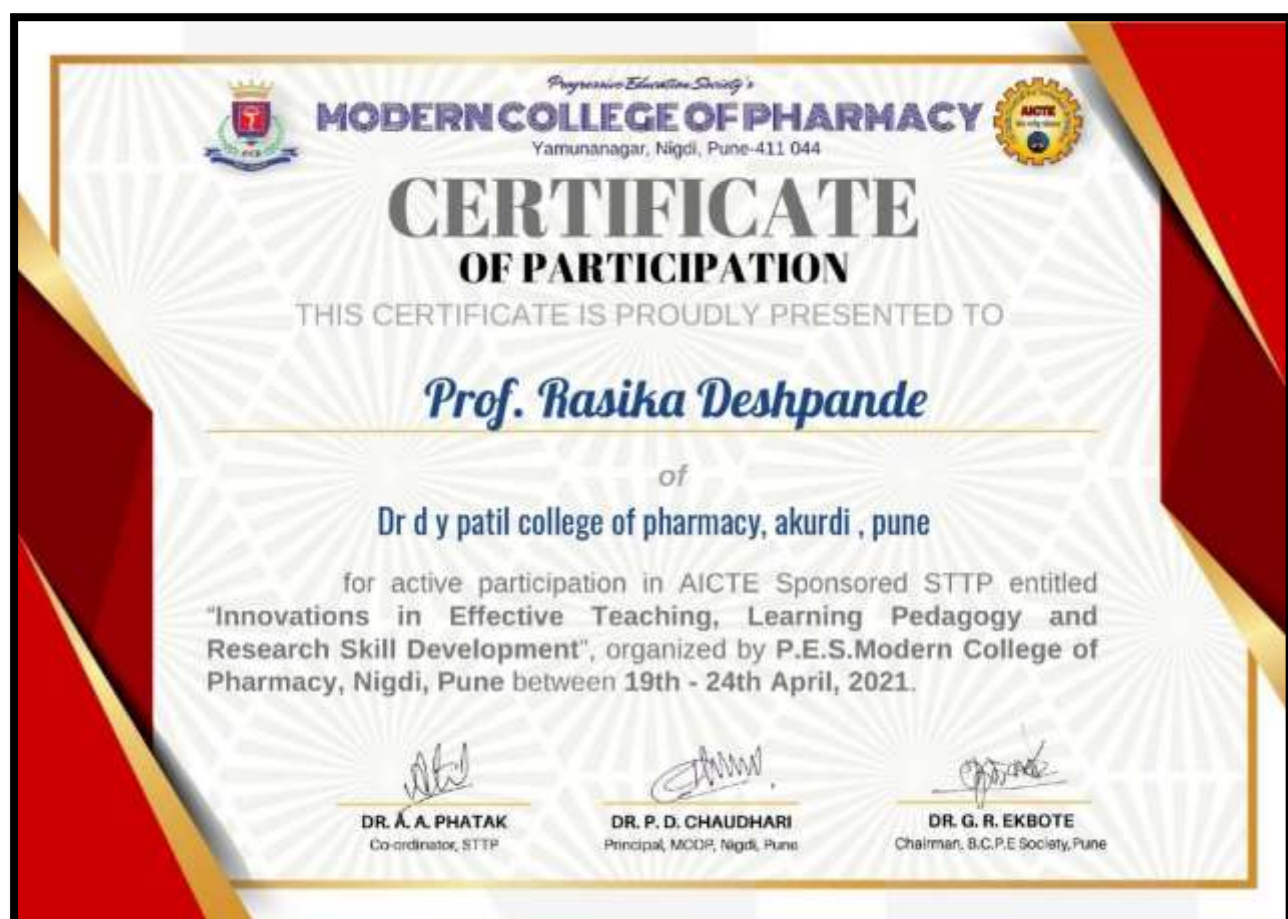 Progressive Education Society's
MODERN COLLEGE OF PHARMACY
Yamunanagar, Nigdi, Pune-411 044
AICTE
CERTIFICATE
OF PARTICIPATION
THIS CERTIFICATE IS PROUDLY PRESENTED TO
Prof. Rasika Deshpande
of
Dr d y patil college of pharmacy, akurdi , pune
for active participation in AICTE Sponsored STTP entitled
"Innovations in Effective Teaching, Learning Pedagogy and
Research Skill Development", organized by P.E.S.Modern College of
Pharmacy, Nigdi, Pune between 19th - 24th April, 2021.
DR. A. A. PHATAK
Co-ordinator, STTP
DR. P. D. CHAUDHARI
Principal, MCOP, Nigdi, Pune
DR. G. R. EKBOTE
Chairman, B.C.P.E Society, Pune